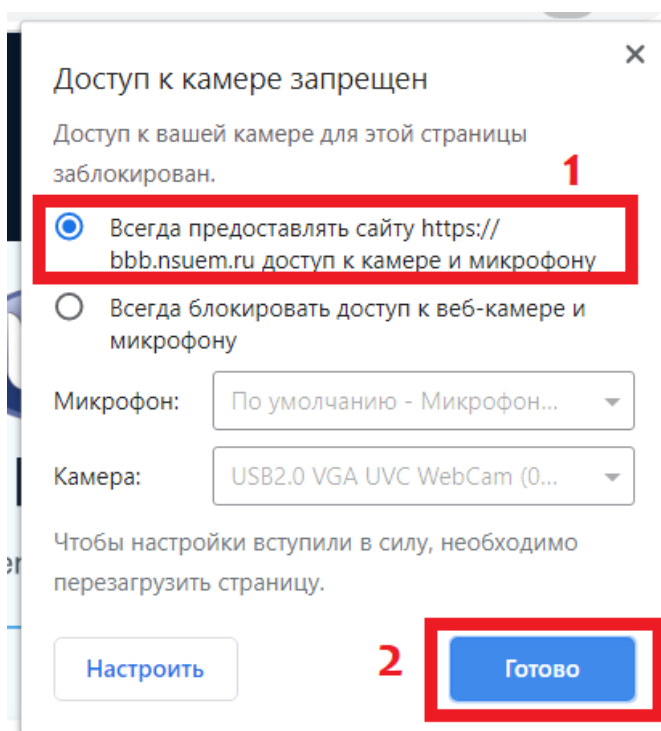 Доступ к камере запрещен
Доступ к вашей камере для этой страницы
заблокирован.
1
Всегда предоставлять сайту https://
bbb.nsuem.ru доступ к камере и микрофону
Всегда блокировать доступ к веб-камере и
микрофону
Микрофон: По умолчанию - Микрофон...
Камера: USB2.0 VGA UVC WebCam (0...
Чтобы настройки вступили в силу, необходимо
перезагрузить страницу.
Настроить 2 Готово